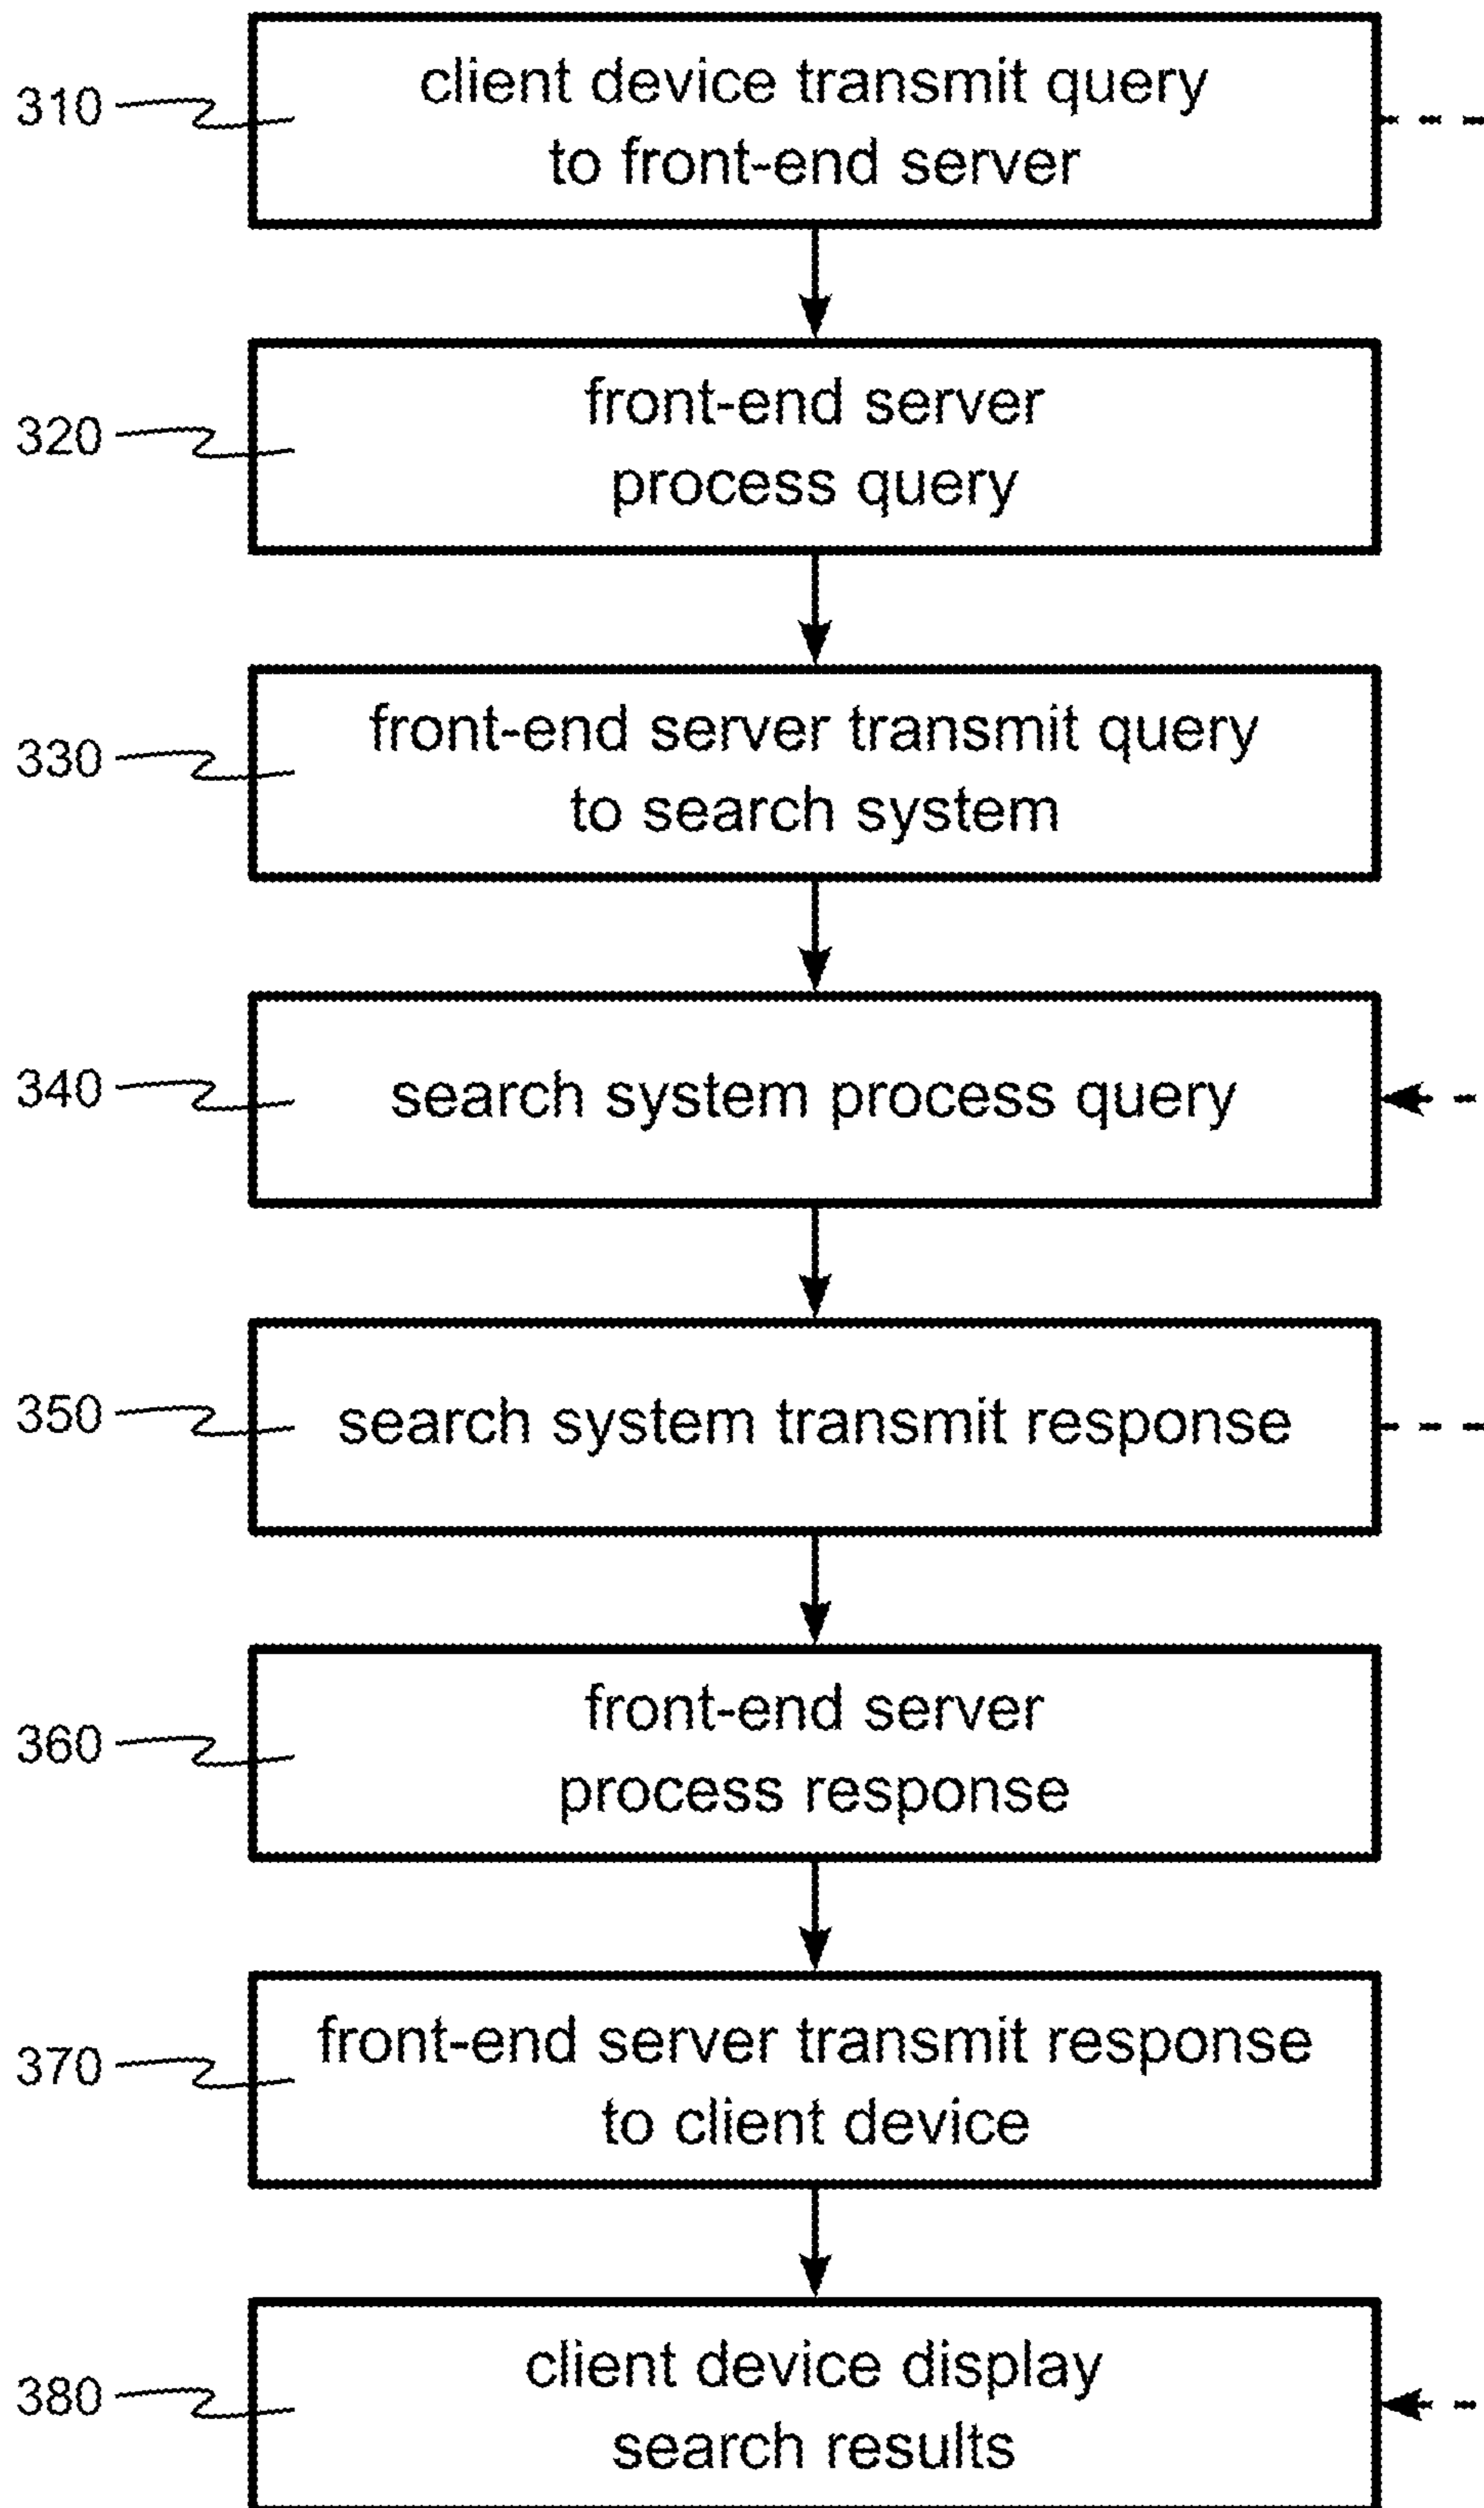 310
client device transmit query
to front-end server
320
front-end server
process query
330
front-end server transmit query
to search system
340
search system process query
350
search system transmit response
360
front-end server
process response
370
front-end server transmit response
to client device
380
client device display
search results